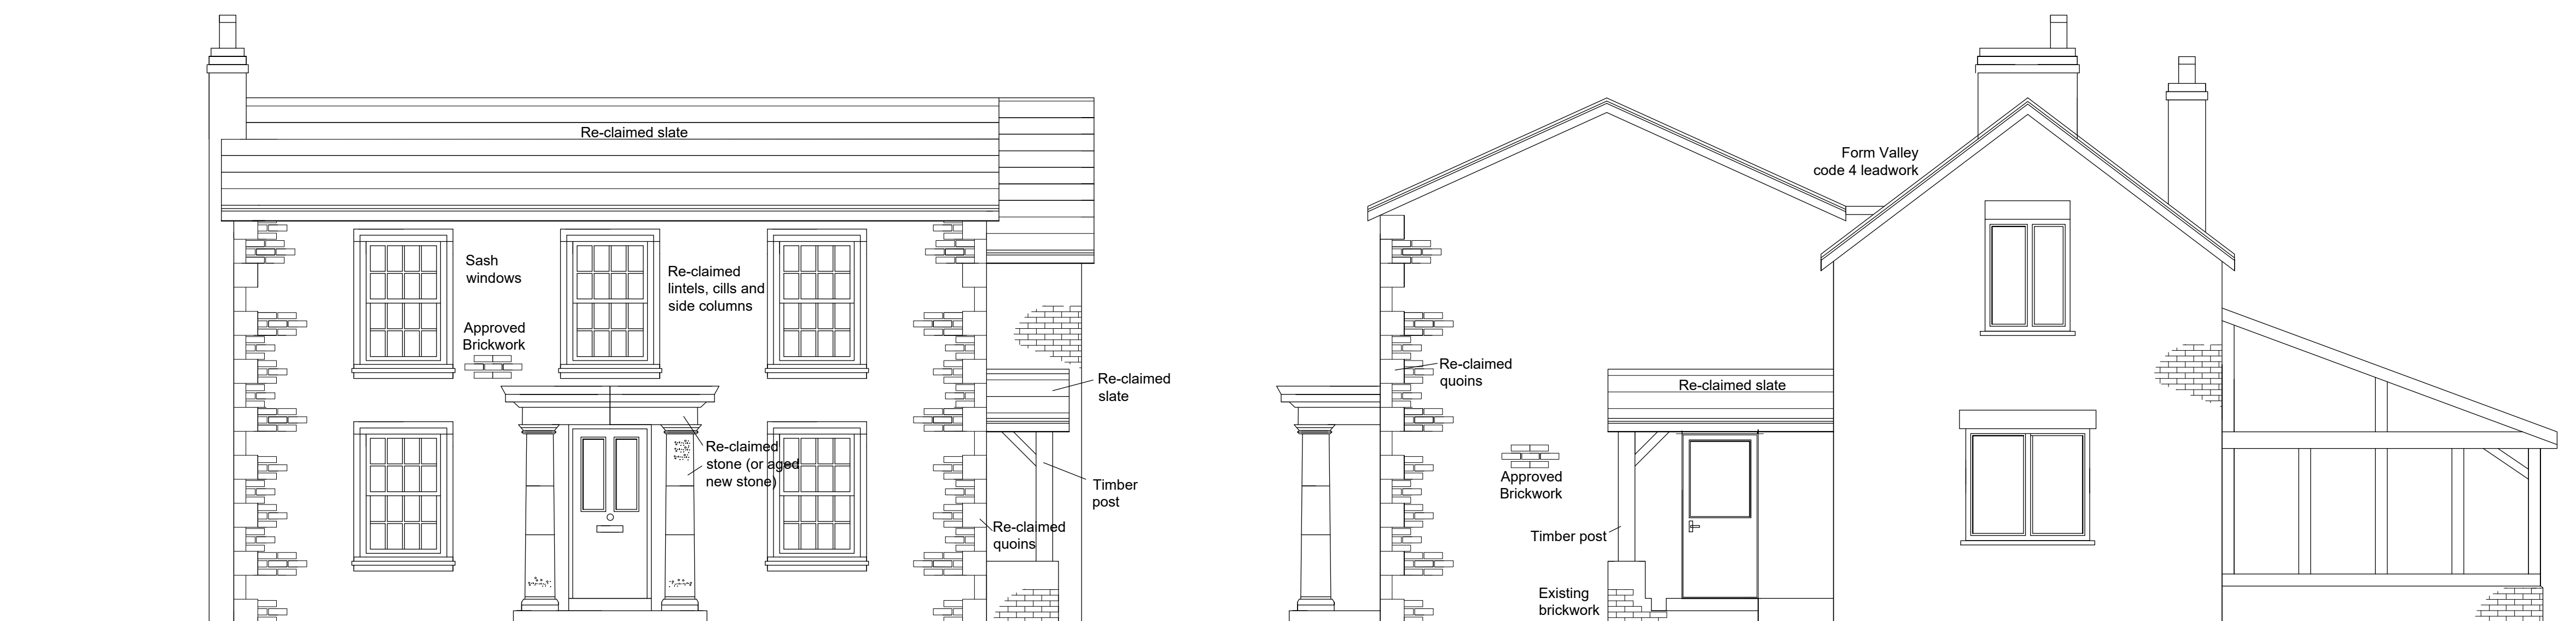 Re-claimed slate
Sash
windows
Re-claimed
lintels, cills and
side columns
Approved
Brickwork
Re-claimed
slate
Re-claimed
stone (or aged
new stone)
Timber
post
Re-claimed
quoins
Form Valley
code 4 leadwork
Re-claimed
quoins
Re-claimed slate
Approved
Brickwork
Timber post
Existing
brickwork